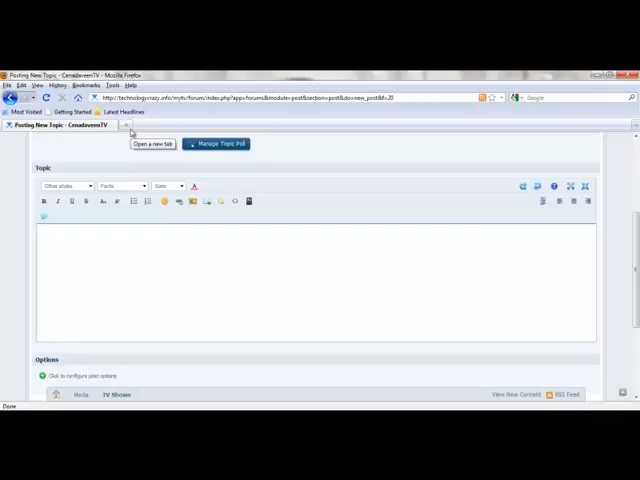 Posting New Topic - CenadaveenTV - Mozilla Firefox
File Edit View History Bookmarks Tools Help
http://technologycrazy.info/mytv/forum/index.php?app=forums&module=post&section=post&do=new_post&f=20
Google
Most Visited Getting Started Latest Headlines
Posting New Topic - CenadaveenTV
Open a new tab
Manage Topic Poll
Topic
Other styles Fonts Sizes A
B I U S
Options
Click to configure post options
Media TV Shows View New Content RSS Feed
Done